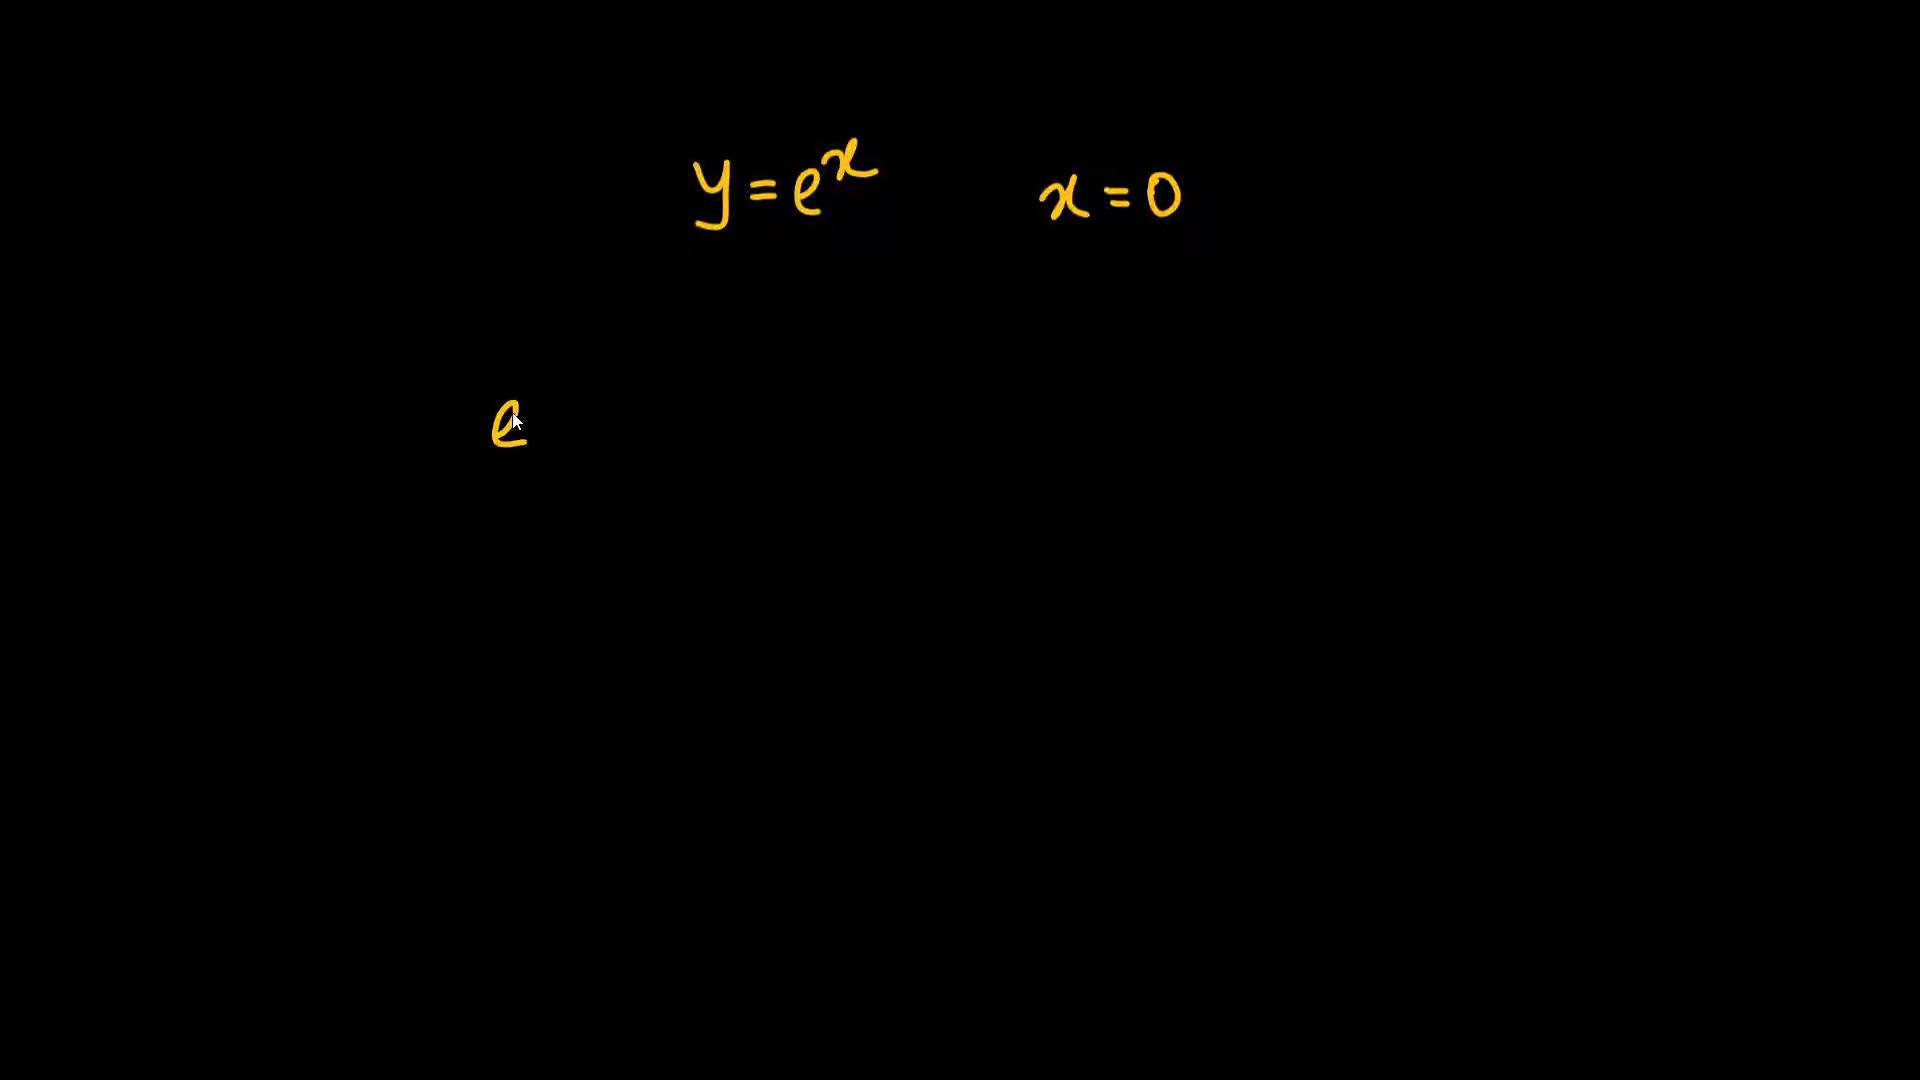 y = e^x x = 0
e